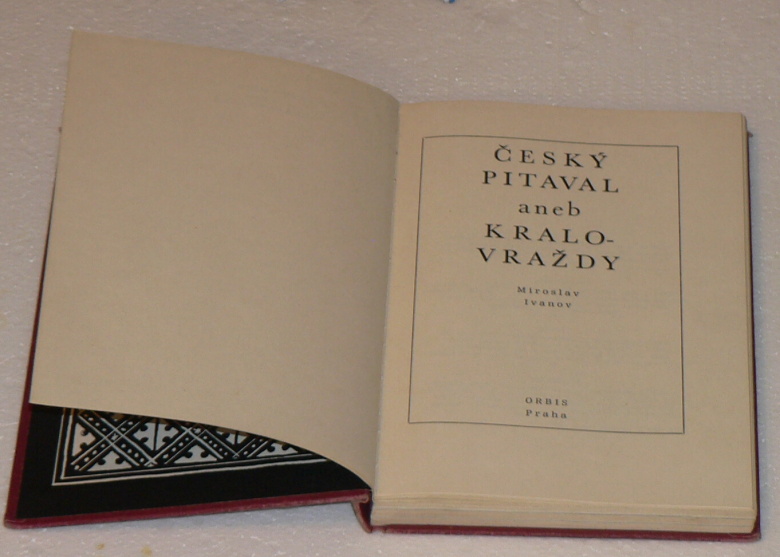 ČESKÝ
PITAVAL
aneb
KRALO-
VRAŽDY
Miroslav
Ivanov
ORBIS
Praha